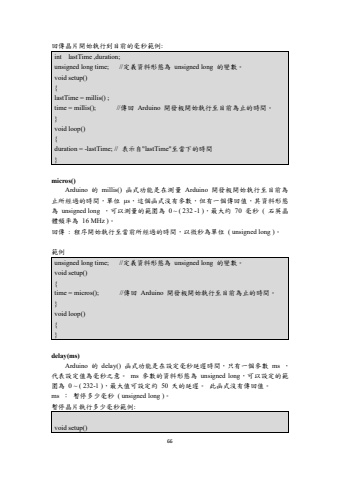 回傳晶片開始執行到目前的毫秒範例:
int lastTime ,duration;
unsigned long time; //定義資料形態為 unsigned long 的變數。
void setup()
{
lastTime = millis() ;
time = millis(); //傳回 Arduino 開發板開始執行至目前為止的時間。
}
void loop()
{
duration = -lastTime; // 表示自"lastTime"至當下的時間
}
micros()
Arduino 的 millis() 函式功能是在測量 Arduino 開發板開始執行至目前為
止所經過的時間，單位 μs，這個函式沒有參數，但有一個傳回值，其資料形態
為 unsigned long ，可以測量的範圍為 0 – ( 232 -1 )，最大約 70 毫秒 ( 石英晶
體頻率為 16 MHz )。
回傳 : 程序開始執行至當前所經過的時間，以微秒為單位 ( unsigned long )。
範例
unsigned long time; //定義資料形態為 unsigned long 的變數。
void setup()
{
time = micros(); //傳回 Arduino 開發板開始執行至目前為止的時間。
}
void loop()
{
}
delay(ms)
Arduino 的 delay() 函式功能是在設定毫秒延遲時間，只有一個參數 ms ，
代表設定值為毫秒之意。 ms 參數的資料形態為 unsigned long，可以設定的範
圍為 0 – ( 232-1 )，最大值可設定約 50 天的延遲。 此函式沒有傳回值。
ms ： 暫停多少毫秒 ( unsigned long )。
暫停晶片執行多少毫秒範例:
void setup()
66